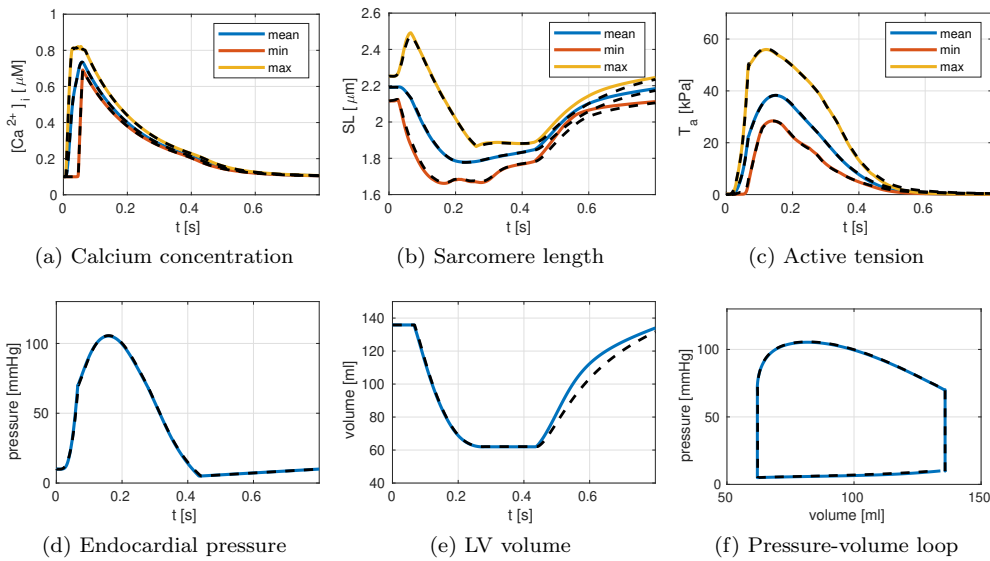 1
0.8
0.6
0.4
0.2
0
[Ca 2+ ]i [μM]
0 0.2 0.4 0.6
t [s]
mean
min
max
(a) Calcium concentration
2.6
2.4
2.2
2
1.8
1.6
SL [μm]
0 0.2 0.4 0.6
t [s]
mean
min
max
(b) Sarcomere length
60
40
20
0
Ta [kPa]
0 0.2 0.4 0.6
t [s]
mean
min
max
(c) Active tension
100
50
0
pressure [mmHg]
0 0.2 0.4 0.6
t [s]
(d) Endocardial pressure
140
120
100
80
60
40
volume [ml]
0 0.2 0.4 0.6
t [s]
(e) LV volume
100
50
0
pressure [mmHg]
50 100 150
volume [ml]
(f) Pressure-volume loop